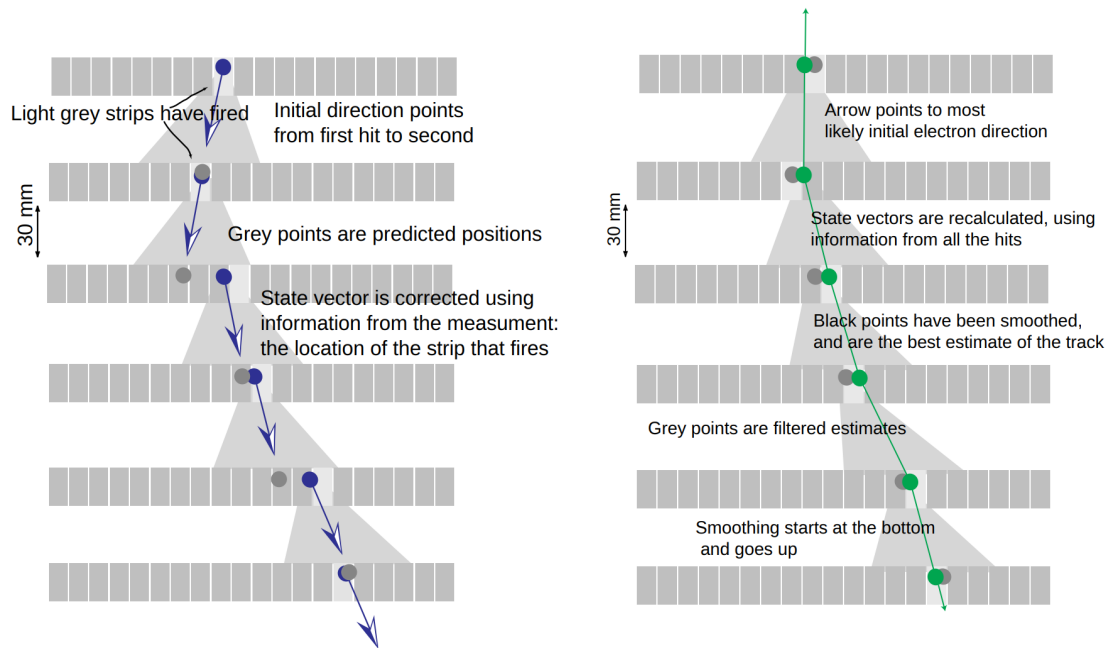 Light grey strips have fired
Initial direction points
from first hit to second
30 mm
Grey points are predicted positions
State vector is corrected using
information from the measument:
the location of the strip that fires
Arrow points to most
likely initial electron direction
30 mm
State vectors are recalculated, using
information from all the hits
Black points have been smoothed,
and are the best estimate of the track
Grey points are filtered estimates
Smoothing starts at the bottom
and goes up